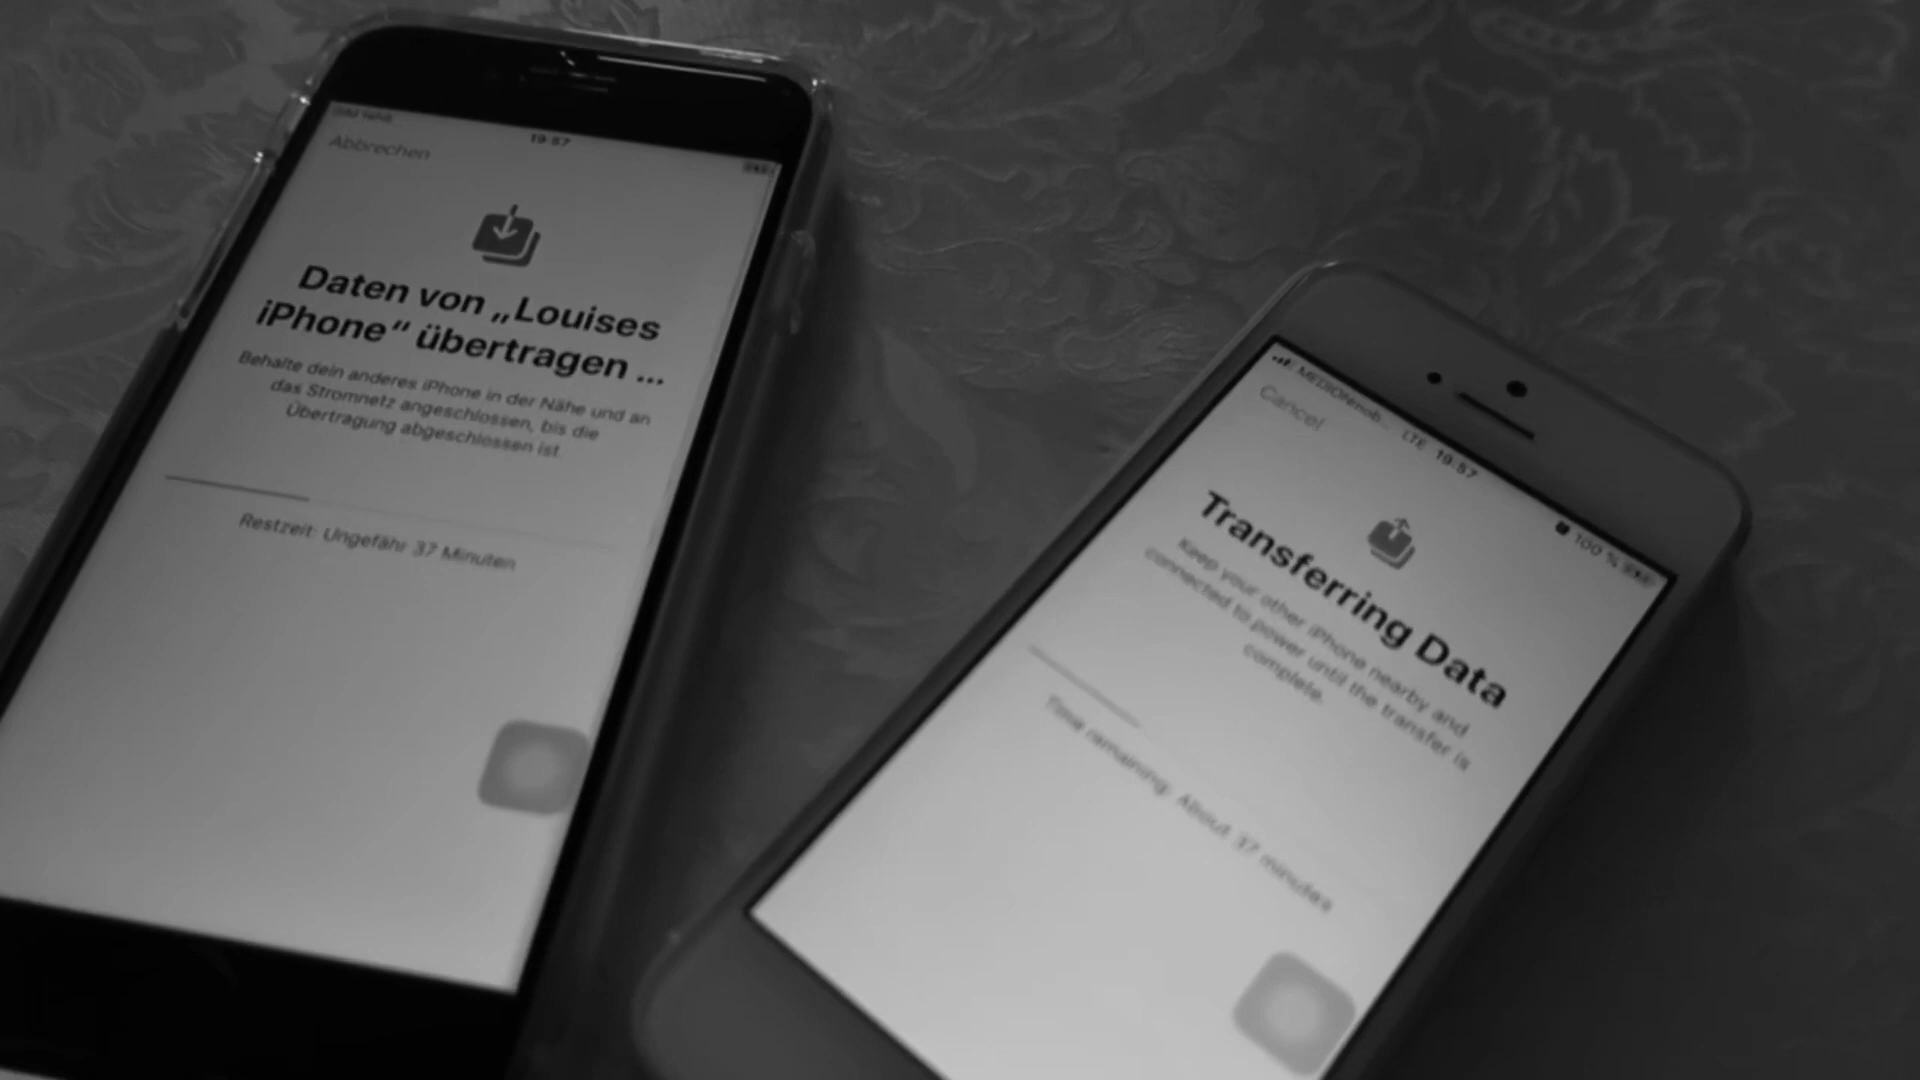 19:57
Abbrechen
Daten von „Louises
iPhone“ übertragen ...
Behalte dein anderes iPhone in der Nähe und an
das Stromnetz angeschlossen, bis die
Übertragung abgeschlossen ist.
Restzeit: Ungefähr 37 Minuten
MEDIONmob... LTE 19:57 100 %
Cancel
Transferring Data
Keep your other iPhone nearby and
connected to power until the transfer is
complete.
Time remaining: About 37 minutes